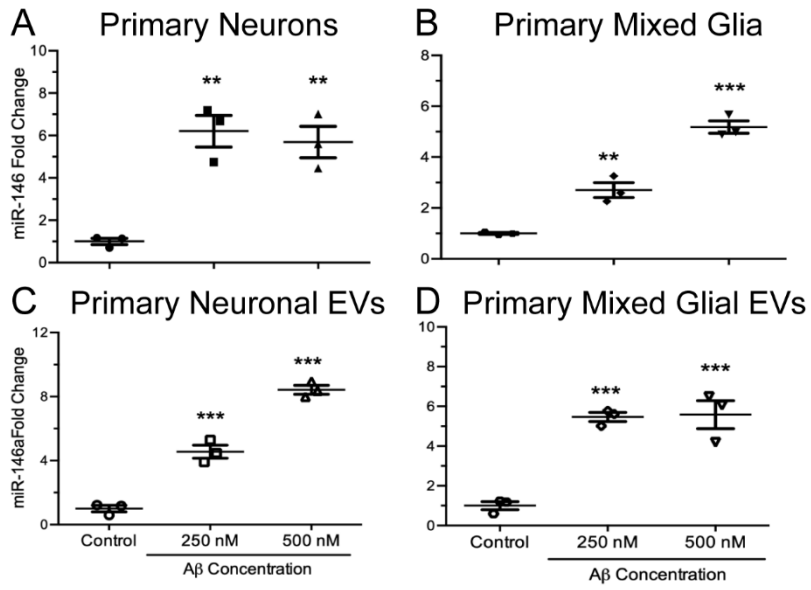 A Primary Neurons
miR-146 Fold Change
10
8
6
4
2
0
**
**
B Primary Mixed Glia
8
6
4
2
0
**
***
C Primary Neuronal EVs
miR-146aFold Change
12
8
4
0
***
***
Control
250 nM
500 nM
Aβ Concentration
D Primary Mixed Glial EVs
10
8
6
4
2
0
***
***
Control
250 nM
500 nM
Aβ Concentration